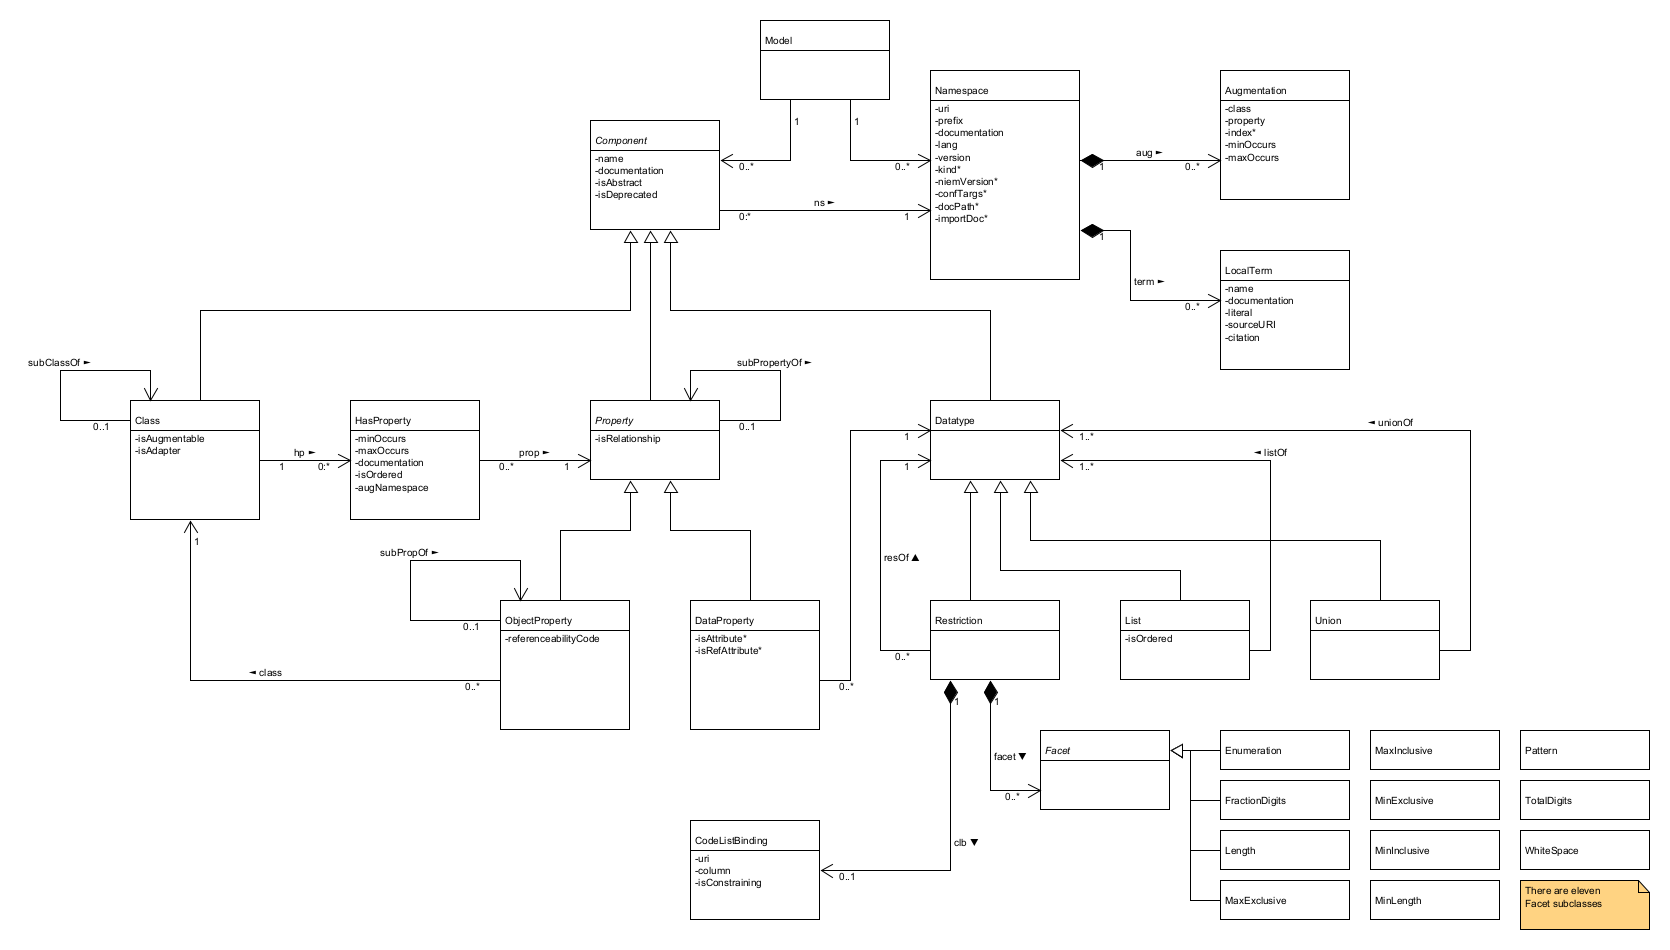 Model
1
1
0..*
0..*
Component
-name
-documentation
-isAbstract
-isDeprecated
ns ►
0:*
1
Namespace
-uri
-prefix
-documentation
-lang
-version
-kind*
-niemVersion*
-confTargs*
-docPath*
-importDoc*
1
aug ►
0..*
Augmentation
-class
-property
-index*
-minOccurs
-maxOccurs
1
term ►
0..*
LocalTerm
-name
-documentation
-literal
-sourceURI
-citation
subClassOf ►
0..1
Class
-isAugmentable
-isAdapter
hp ►
1
0:*
HasProperty
-minOccurs
-maxOccurs
-documentation
-isOrdered
-augNamespace
prop ►
0..*
1
subPropertyOf ►
Property
-isRelationship
0..1
Datatype
1
1
1..*
1..*
◄ unionOf
◄ listOf
1
subPropOf ►
0..1
ObjectProperty
-referenceabilityCode
◄ class
0..*
DataProperty
-isAttribute*
-isRefAttribute*
0..*
resOf ▲
0..*
Restriction
List
-isOrdered
Union
1
1
facet ▼
0..*
Facet
clb ▼
0..1
CodeListBinding
-uri
-column
-isConstraining
Enumeration
MaxInclusive
Pattern
FractionDigits
MinExclusive
TotalDigits
Length
MinInclusive
WhiteSpace
MaxExclusive
MinLength
There are eleven
Facet subclasses